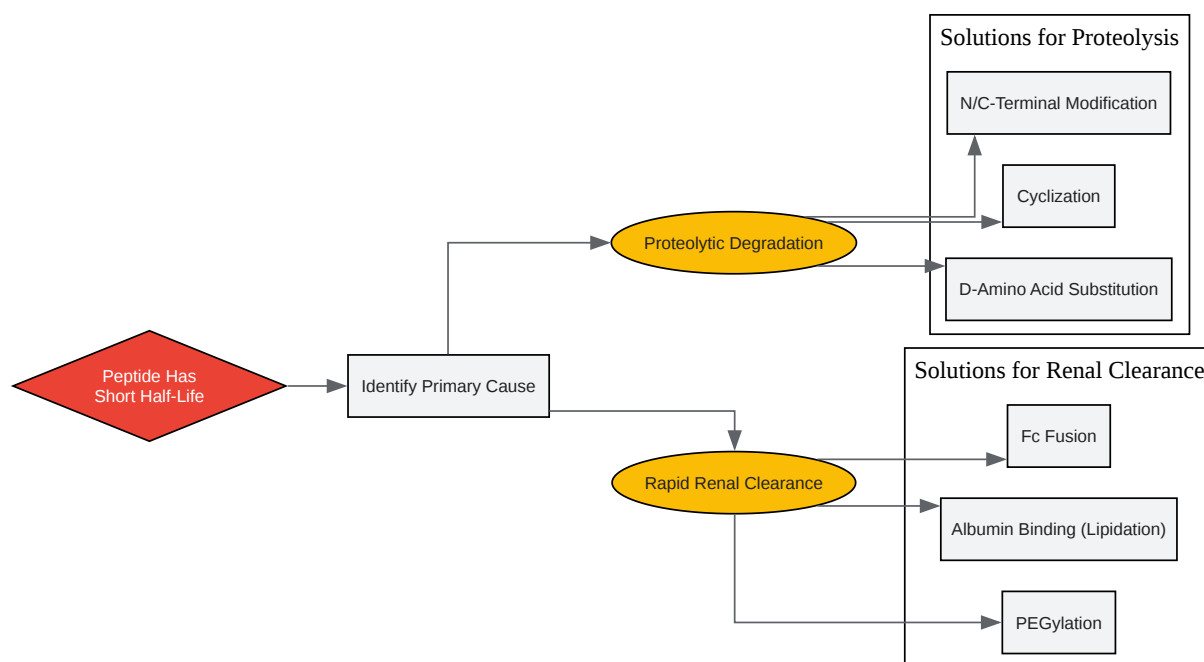 Peptide Has
Short Half-Life
Identify Primary Cause
Proteolytic Degradation
Rapid Renal Clearance
Solutions for Proteolysis
N/C-Terminal Modification
Cyclization
D-Amino Acid Substitution
Solutions for Renal Clearance
Fc Fusion
Albumin Binding (Lipidation)
PEGylation